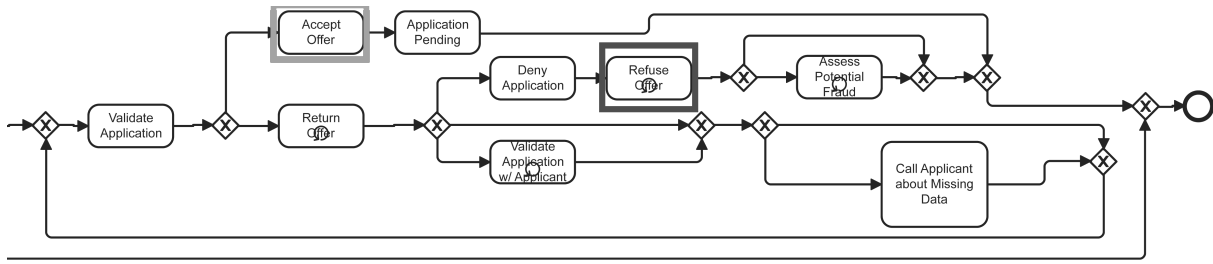 Accept
Offer
Application
Pending
Deny
Application
Refuse
Offer
Assess
Potential
Fraud
Validate
Application
Return
Offer
Validate
Application
w/ Applicant
Call Applicant
about Missing
Data